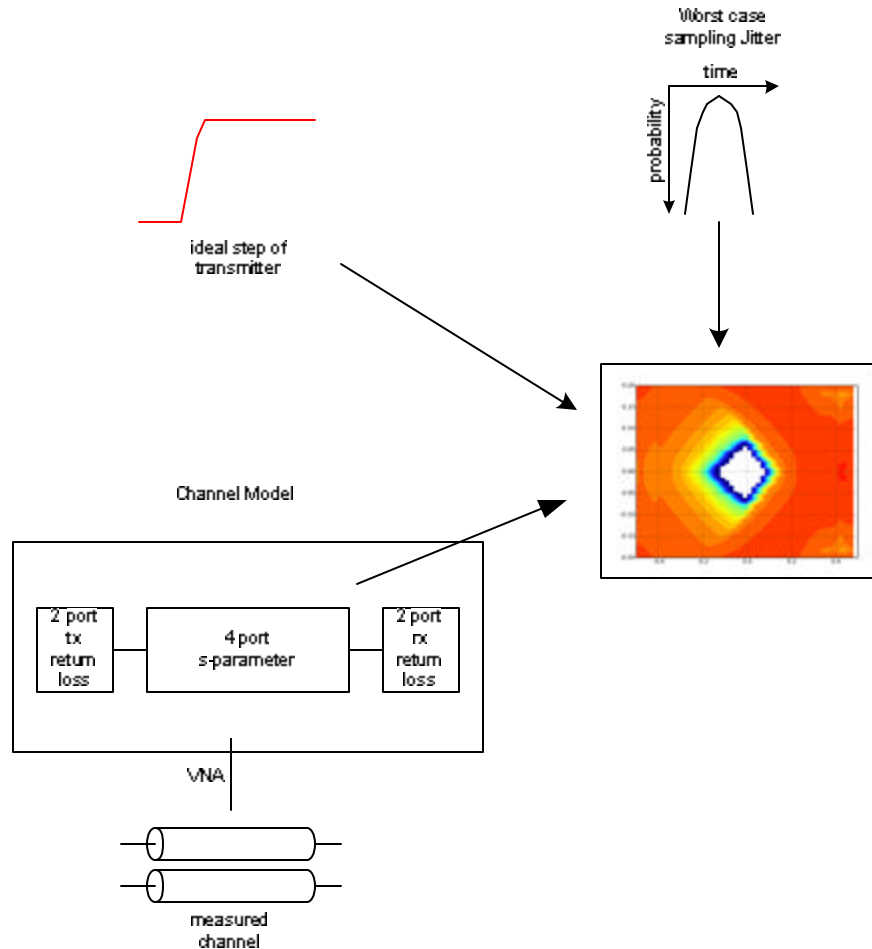 Worst case
sampling Jitter
time
probability
ideal step of
transmitter
Channel Model
2 port
tx
return
loss
4 port
s-parameter
2 port
rx
return
loss
VNA
measured
channel